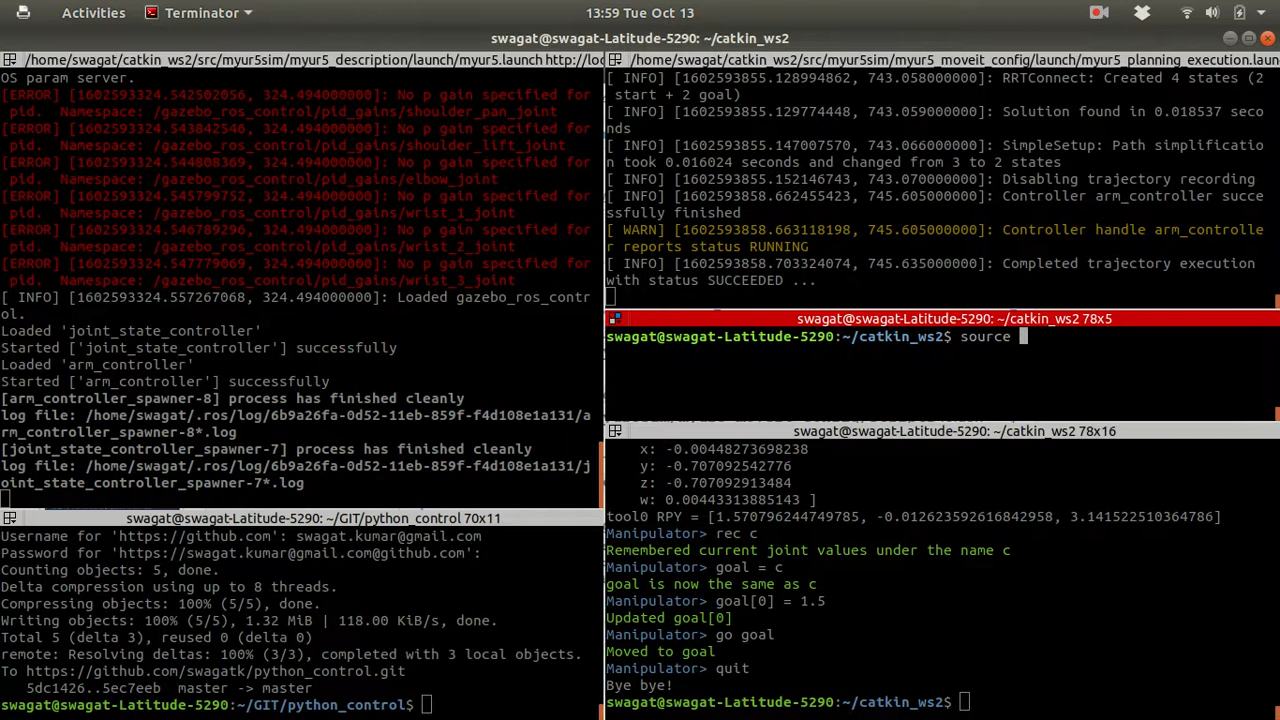 Activities
Terminator
13:59 Tue Oct 13
swagat@swagat-Latitude-5290: ~/catkin_ws2
/home/swagat/catkin_ws2/src/myur5sim/myur5_description/launch/myur5.launch http://loc
OS param server.
[ERROR] [1602593324.542502056, 324.494000000]: No p gain specified for
pid.  Namespace: /gazebo_ros_control/pid_gains/shoulder_pan_joint
[ERROR] [1602593324.543842546, 324.494000000]: No p gain specified for
pid.  Namespace: /gazebo_ros_control/pid_gains/shoulder_lift_joint
[ERROR] [1602593324.544808369, 324.494000000]: No p gain specified for
pid.  Namespace: /gazebo_ros_control/pid_gains/elbow_joint
[ERROR] [1602593324.545799752, 324.494000000]: No p gain specified for
pid.  Namespace: /gazebo_ros_control/pid_gains/wrist_1_joint
[ERROR] [1602593324.546789296, 324.494000000]: No p gain specified for
pid.  Namespace: /gazebo_ros_control/pid_gains/wrist_2_joint
[ERROR] [1602593324.547779069, 324.494000000]: No p gain specified for
pid.  Namespace: /gazebo_ros_control/pid_gains/wrist_3_joint
[ INFO] [1602593324.557267068, 324.494000000]: Loaded gazebo_ros_contr
ol.
Loaded 'joint_state_controller'
Started ['joint_state_controller'] successfully
Loaded 'arm_controller'
Started ['arm_controller'] successfully
[arm_controller_spawner-8] process has finished cleanly
log file: /home/swagat/.ros/log/6b9a26fa-0d52-11eb-859f-f4d108e1a131/a
rm_controller_spawner-8*.log
[joint_state_controller_spawner-7] process has finished cleanly
log file: /home/swagat/.ros/log/6b9a26fa-0d52-11eb-859f-f4d108e1a131/j
oint_state_controller_spawner-7*.log
swagat@swagat-Latitude-5290: ~/GIT/python_control 70x11
Username for 'https://github.com': swagat.kumar@gmail.com
Password for 'https://swagat.kumar@gmail.com@github.com':
Counting objects: 5, done.
Delta compression using up to 8 threads.
Compressing objects: 100% (5/5), done.
Writing objects: 100% (5/5), 1.32 MiB | 118.00 KiB/s, done.
Total 5 (delta 3), reused 0 (delta 0)
remote: Resolving deltas: 100% (3/3), completed with 3 local objects.
To https://github.com/swagatk/python_control.git
   5dc1426..5ec7eeb  master -> master
swagat@swagat-Latitude-5290:~/GIT/python_control$
/home/swagat/catkin_ws2/src/myur5sim/myur5_moveit_config/launch/myur5_planning_execution.laun
[ INFO] [1602593855.128994862, 743.058000000]: RRTConnect: Created 4 states (2
 start + 2 goal)
[ INFO] [1602593855.129774448, 743.059000000]: Solution found in 0.018537 seco
nds
[ INFO] [1602593855.147007570, 743.066000000]: SimpleSetup: Path simplificatio
n took 0.016024 seconds and changed from 3 to 2 states
[ INFO] [1602593855.152146743, 743.070000000]: Disabling trajectory recording
[ INFO] [1602593858.662455423, 745.605000000]: Controller arm_controller succe
ssfully finished
[ WARN] [1602593858.663118198, 745.605000000]: Controller handle arm_controlle
r reports status RUNNING
[ INFO] [1602593858.703324074, 745.635000000]: Completed trajectory execution
with status SUCCEEDED ...
swagat@swagat-Latitude-5290: ~/catkin_ws2 78x5
swagat@swagat-Latitude-5290:~/catkin_ws2$ source
swagat@swagat-Latitude-5290: ~/catkin_ws2 78x16
    x: -0.00448273698238
    y: -0.707092542776
    z: -0.707092913484
    w: 0.00443313885143 ]
tool0 RPY = [1.570796244749785, -0.012623592616842958, 3.141522510364786]
Manipulator> rec c
Remembered current joint values under the name c
Manipulator> goal = c
goal is now the same as c
Manipulator> goal[0] = 1.5
Updated goal[0]
Manipulator> go goal
Moved to goal
Manipulator> quit
Bye bye!
swagat@swagat-Latitude-5290:~/catkin_ws2$